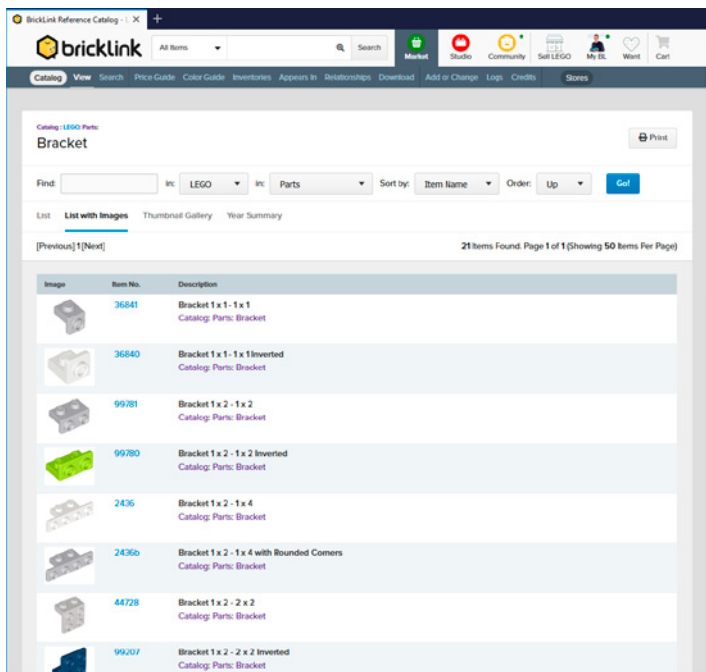 BrickLink Reference Catalog - L
bricklink
All Items
Search
Market
Studio
Community
Sell LEGO
My BL
Want
Cart
Catalog View Search Price Guide Color Guide Inventories Appears In Relationships Download Add or Change Logs Credits Stores
Catalog: LEGO: Parts:
Bracket
Print
Find: in: LEGO in: Parts Sort by: Item Name Order: Up Go!
List List with Images Thumbnail Gallery Year Summary
[Previous] 1 [Next]
21 Items Found. Page 1 of 1 (Showing 50 Items Per Page)
Image Item No. Description
36841 Bracket 1 x 1 - 1 x 1
Catalog: Parts: Bracket
36840 Bracket 1 x 1 - 1 x 1 Inverted
Catalog: Parts: Bracket
99781 Bracket 1 x 2 - 1 x 2
Catalog: Parts: Bracket
99780 Bracket 1 x 2 - 1 x 2 Inverted
Catalog: Parts: Bracket
2436 Bracket 1 x 2 - 1 x 4
Catalog: Parts: Bracket
2436b Bracket 1 x 2 - 1 x 4 with Rounded Corners
Catalog: Parts: Bracket
44728 Bracket 1 x 2 - 2 x 2
Catalog: Parts: Bracket
99207 Bracket 1 x 2 - 2 x 2 Inverted
Catalog: Parts: Bracket